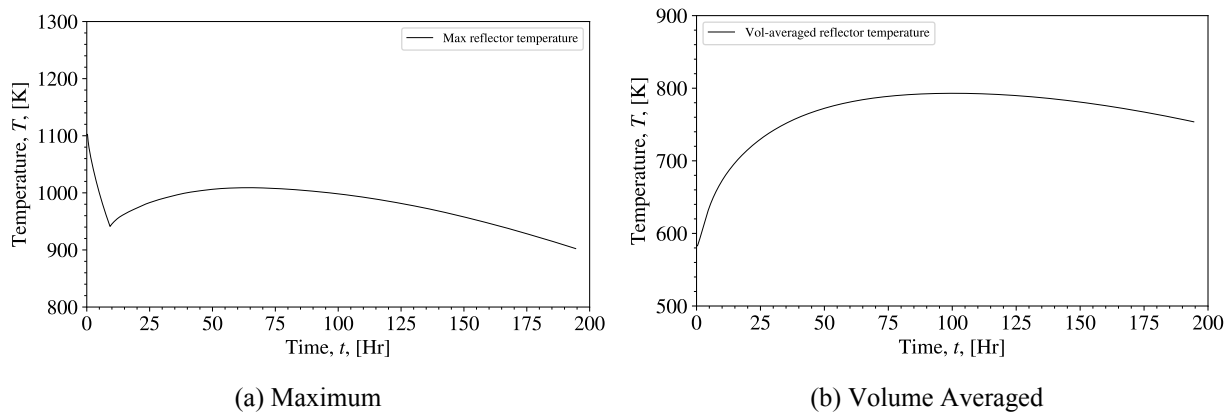 1300
1200
1100
1000
900
800
Temperature, T, [K]
Max reflector temperature
0 25 50 75 100 125 150 175 200
Time, t, [Hr]
(a) Maximum
900
800
700
600
500
Temperature, T, [K]
Vol-averaged reflector temperature
0 25 50 75 100 125 150 175 200
Time, t, [Hr]
(b) Volume Averaged